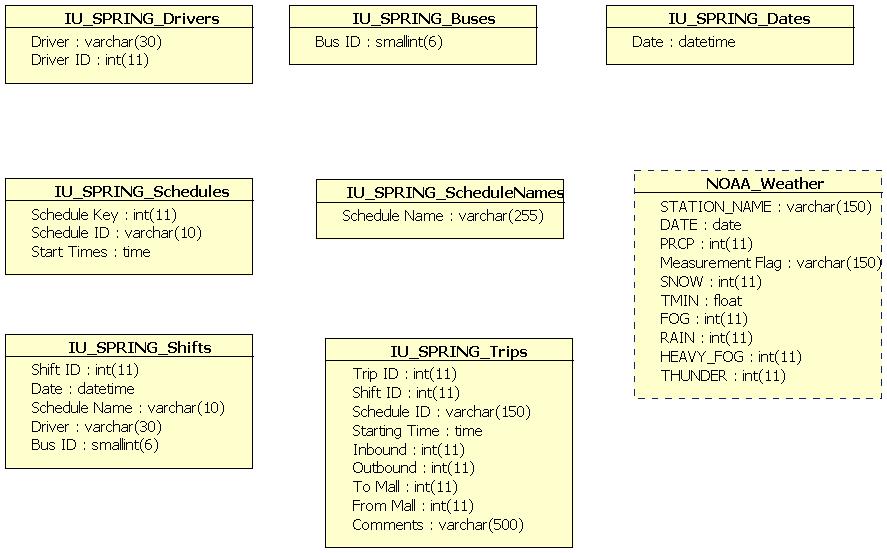 IU_SPRING_Drivers
Driver : varchar(30)
Driver ID : int(11)
IU_SPRING_Buses
Bus ID : smallint(6)
IU_SPRING_Dates
Date : datetime
IU_SPRING_Schedules
Schedule Key : int(11)
Schedule ID : varchar(10)
Start Times : time
IU_SPRING_ScheduleNames
Schedule Name : varchar(255)
NOAA_Weather
STATION_NAME : varchar(150)
DATE : date
PRCP : int(11)
Measurement Flag : varchar(150)
SNOW : int(11)
TMIN : float
FOG : int(11)
RAIN : int(11)
HEAVY_FOG : int(11)
THUNDER : int(11)
IU_SPRING_Shifts
Shift ID : int(11)
Date : datetime
Schedule Name : varchar(10)
Driver : varchar(30)
Bus ID : smallint(6)
IU_SPRING_Trips
Trip ID : int(11)
Shift ID : int(11)
Schedule ID : varchar(150)
Starting Time : time
Inbound : int(11)
Outbound : int(11)
To Mall : int(11)
From Mall : int(11)
Comments : varchar(500)